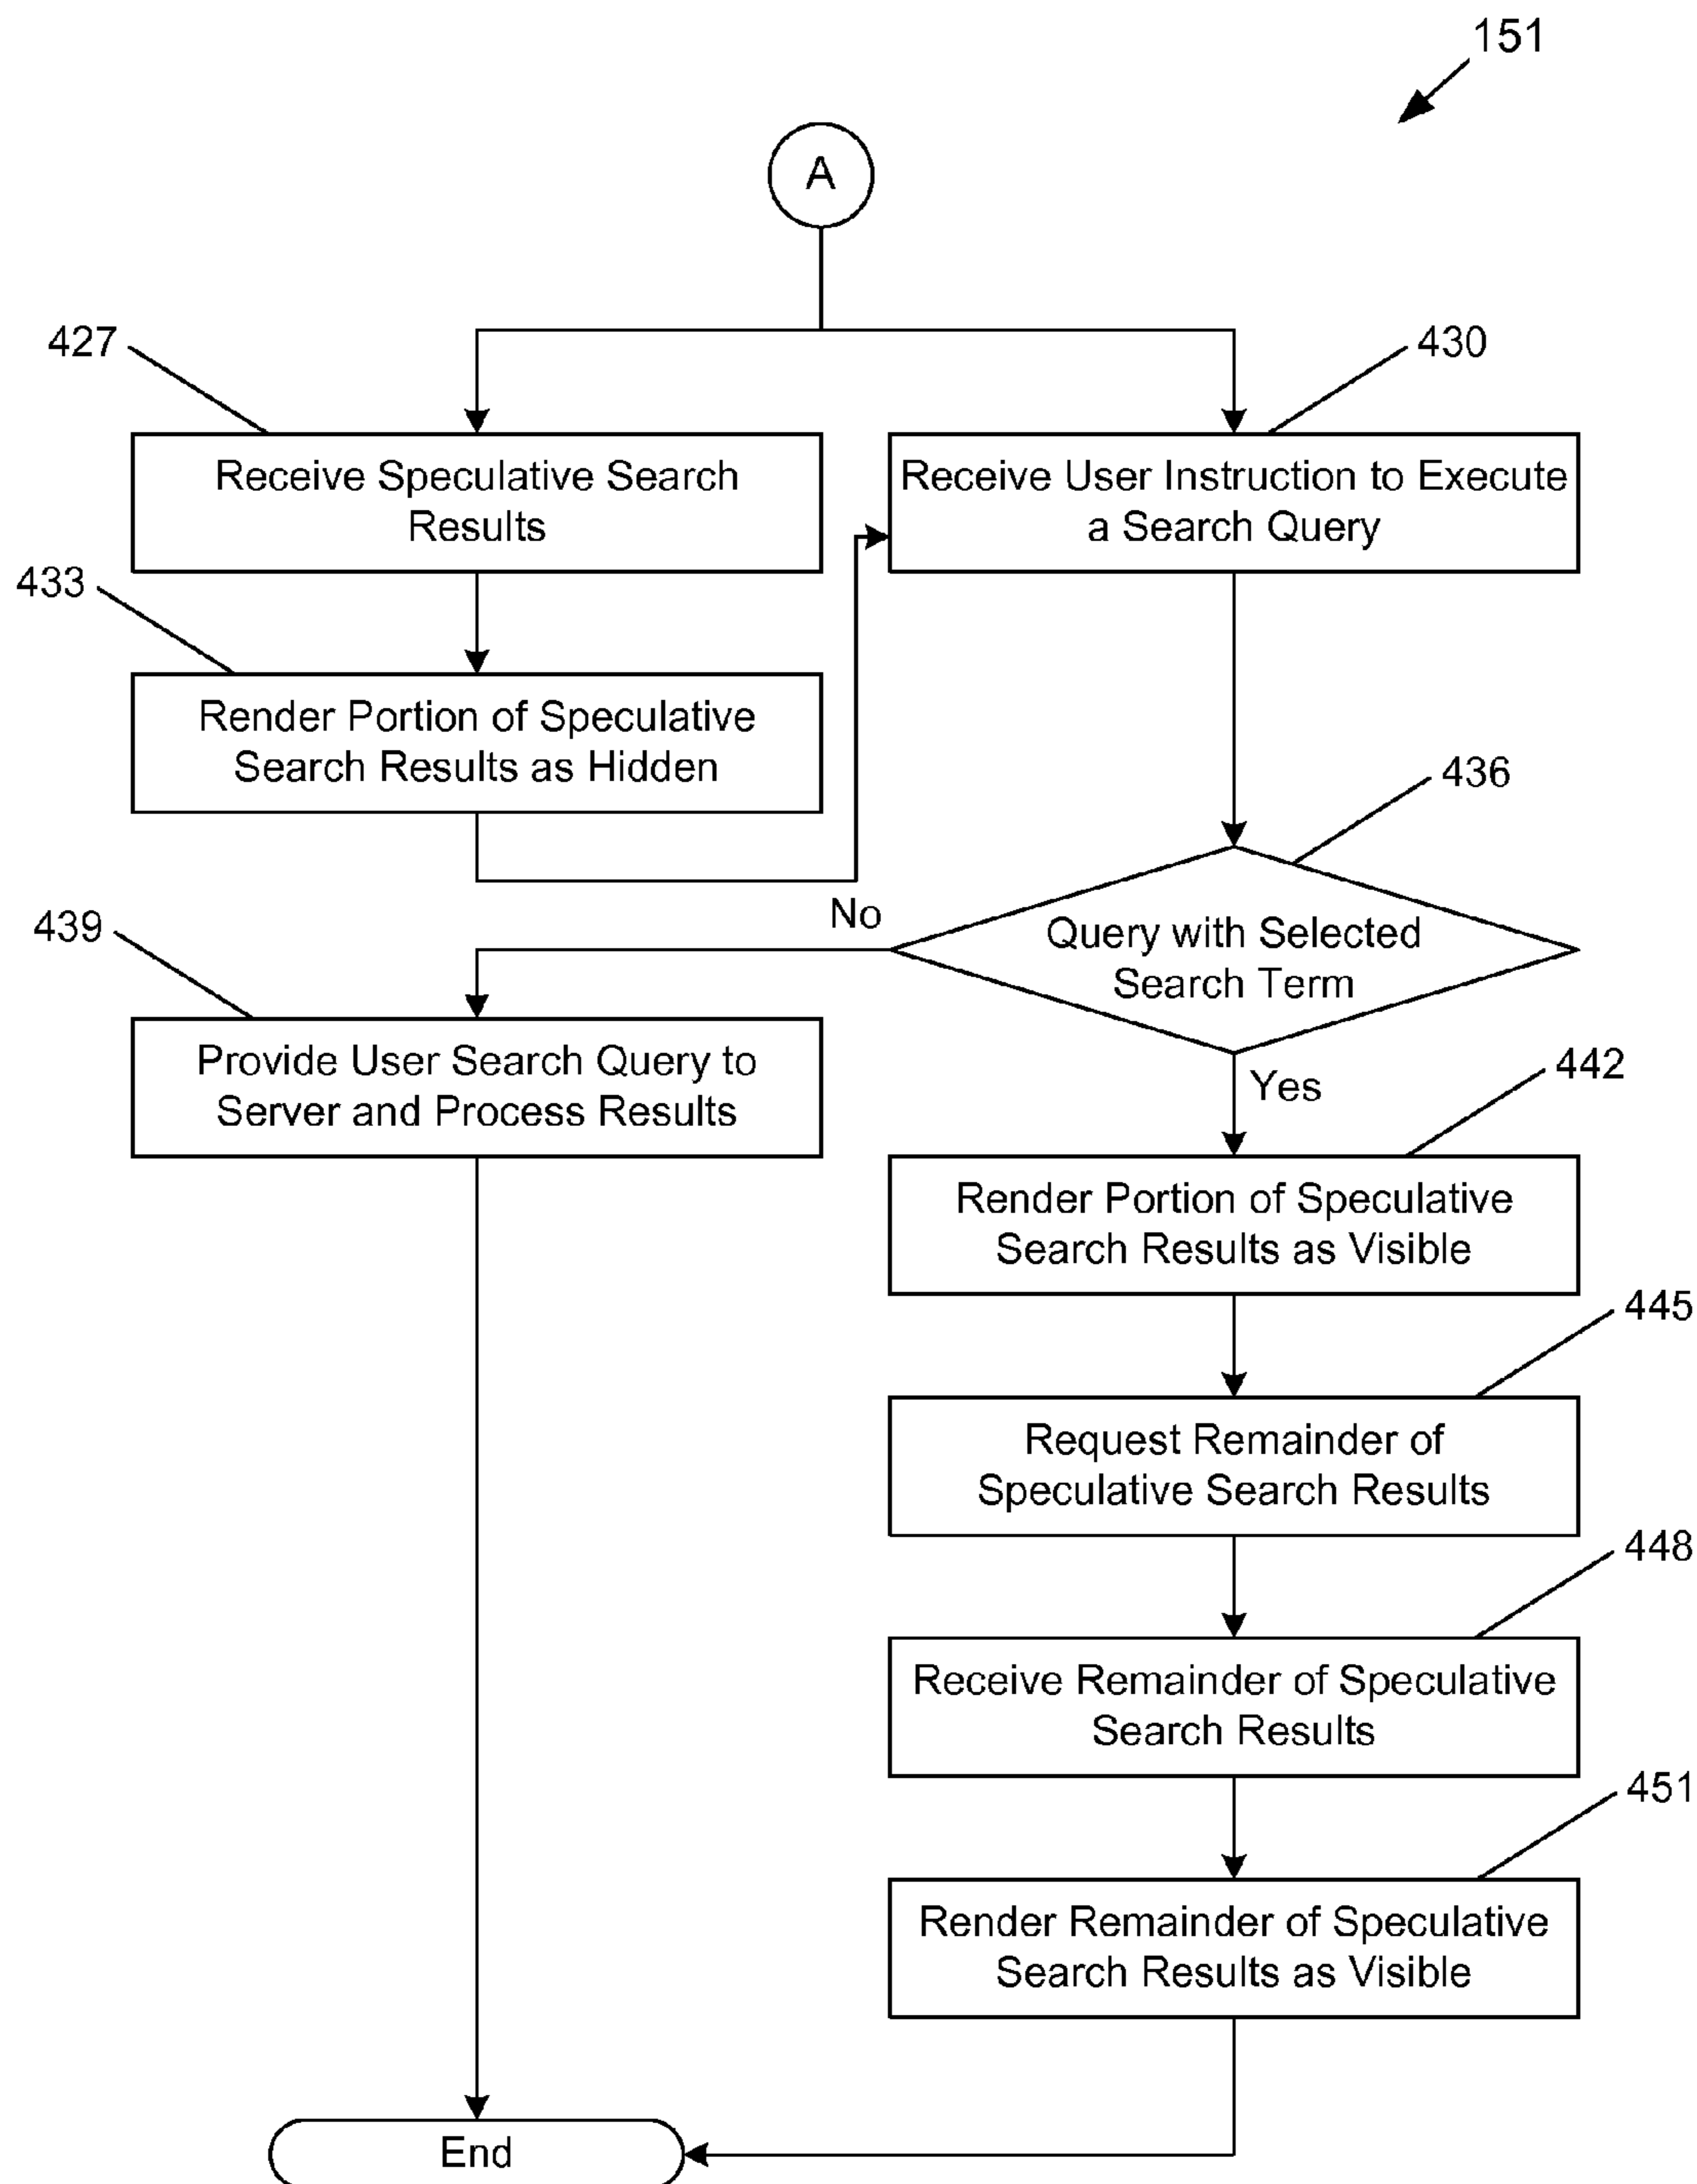 151
A
427
430
Receive Speculative Search
Results
Receive User Instruction to Execute
a Search Query
433
Render Portion of Speculative
Search Results as Hidden
436
Query with Selected
Search Term
No
439
Provide User Search Query to
Server and Process Results
Yes
442
Render Portion of Speculative
Search Results as Visible
445
Request Remainder of
Speculative Search Results
448
Receive Remainder of Speculative
Search Results
451
Render Remainder of Speculative
Search Results as Visible
End